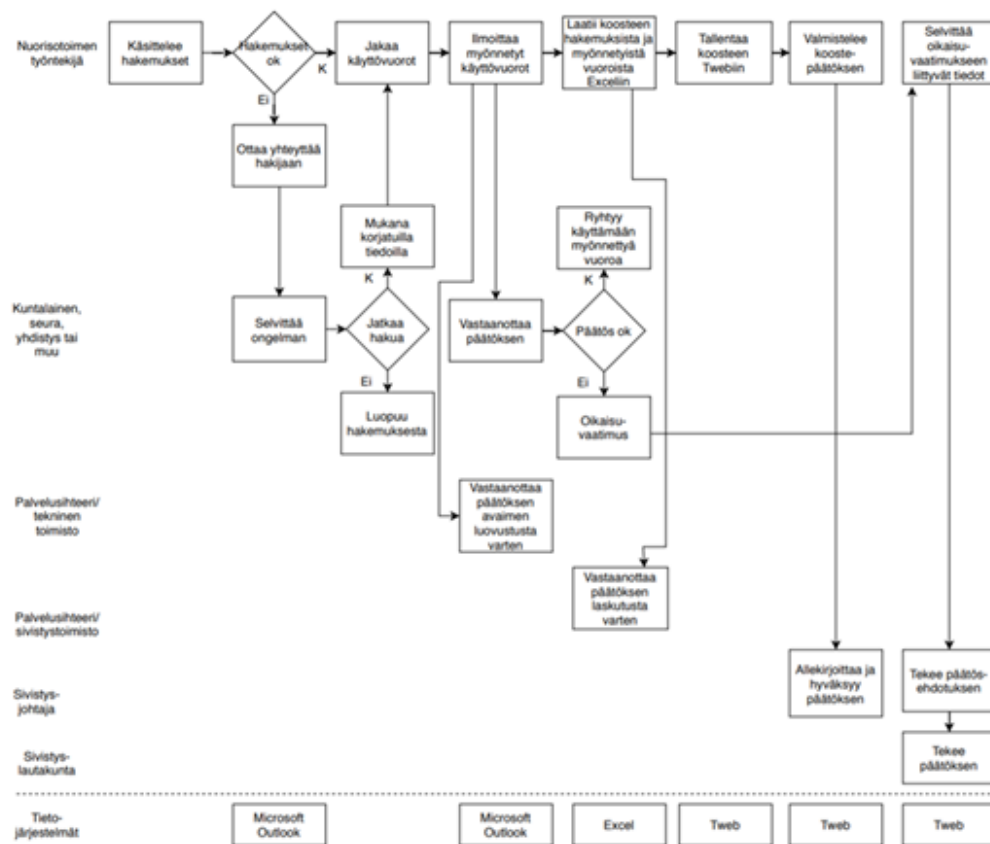 Nuorisotoimen
työntekijä
Käsittelee
hakemukset
Hakemukset
ok
K
Ei
Jakaa
käyttövuorot
Ilmoittaa
myönnetyt
käyttövuorot
Laatii koosteen
hakemuksista ja
myönnetyistä
vuoroista
Exceliin
Tallentaa
koosteen
Twebiin
Valmistelee
kooste-
päätöksen
Selvittää
oikaisu-
vaatimukseen
liittyvät tiedot
Ottaa yhteyttää
hakijaan
Mukana
korjatuilla
tiedoilla
K
Ryhtyy
käyttämään
myönnettyä
vuoroa
K
Kuntalainen,
seura,
yhdistys tai
muu
Selvittää
ongelman
Jatkaa
hakua
Ei
Vastaanottaa
päätöksen
Päätös ok
Ei
Luopuu
hakemuksesta
Oikaisu-
vaatimus
Palvelusihteeri/
tekninen
toimisto
Vastaanottaa
päätöksen
avaimen
luovustusta
varten
Palvelusihteeri/
sivistystoimisto
Vastaanottaa
päätöksen
laskutusta
varten
Sivistys-
johtaja
Allekirjoittaa ja
hyväksyy
päätöksen
Tekee päätös-
ehdotuksen
Sivistys-
lautakunta
Tekee
päätöksen
Tieto-
järjestelmät
Microsoft
Outlook
Microsoft
Outlook
Excel
Tweb
Tweb
Tweb